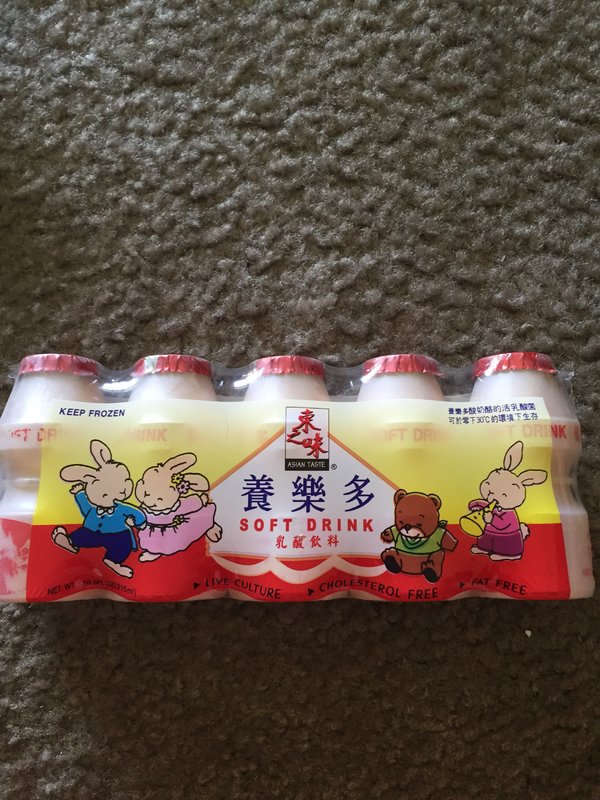 KEEP FROZEN
養樂多酸奶酪的活乳酸菌
可於零下30℃的環境下生存
東之味
ASIAN TASTE ®
養樂多
SOFT DRINK
乳酸飲料
SOFT DRINK
SOFT DRINK
▶ LIVE CULTURE ▶ CHOLESTEROL FREE ▶ FAT FREE
NET WT.